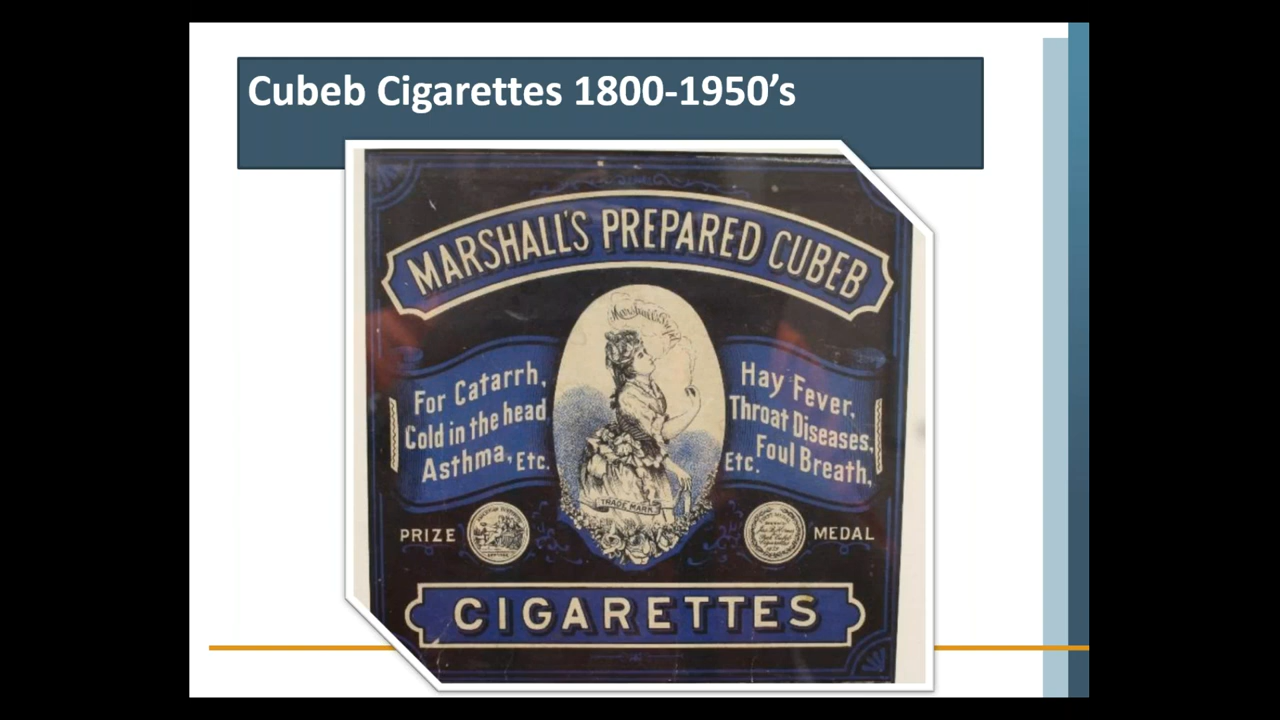 Cubeb Cigarettes 1800-1950’s
MARSHALL'S PREPARED CUBEB
For Catarrh,
Cold in the head
Asthma, Etc.
Hay Fever.
Throat Diseases,
Etc. Foul Breath,
TRADE MARK
PRIZE
MEDAL
CIGARETTES